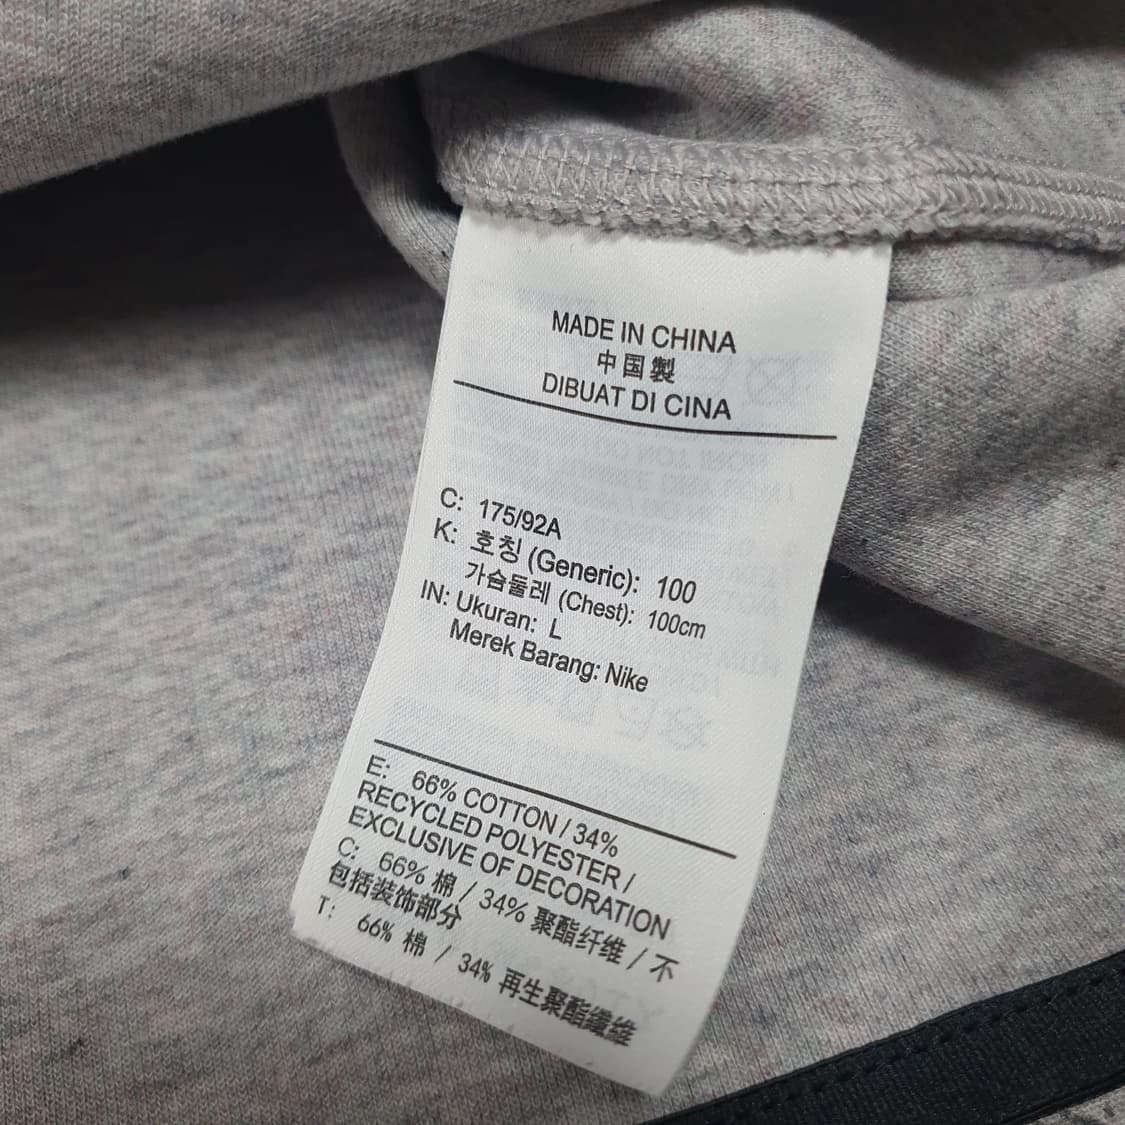 MADE IN CHINA
中国製
DIBUAT DI CINA
C: 175/92A
K: 호칭 (Generic): 100
가슴둘레 (Chest): 100cm
IN: Ukuran: L
Merek Barang: Nike
E: 66% COTTON / 34%
RECYCLED POLYESTER /
EXCLUSIVE OF DECORATION
C: 66% 棉 / 34% 聚酯纤维 / 不
包括装饰部分
T: 66% 棉 / 34% 再生聚酯纖維